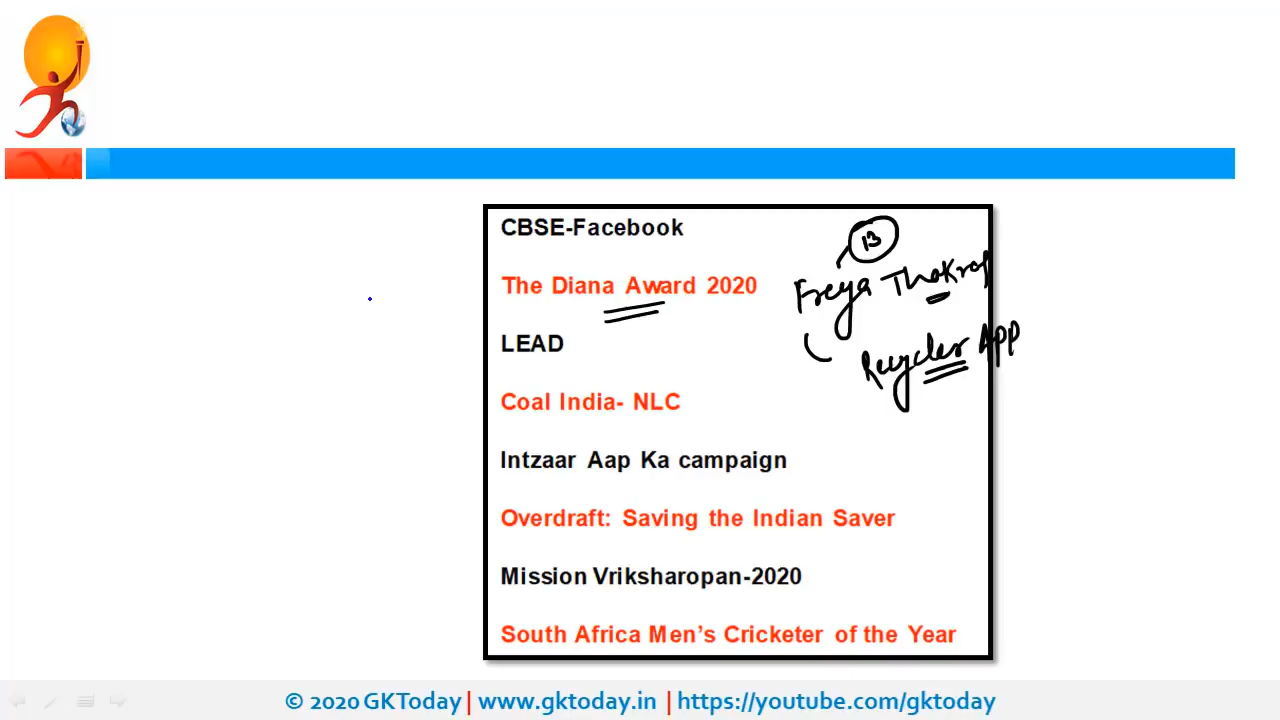 CBSE-Facebook
13
The Diana Award 2020
Freya Thakral
LEAD
Recycler App
Coal India- NLC
Intzaar Aap Ka campaign
Overdraft: Saving the Indian Saver
Mission Vriksharopan-2020
South Africa Men's Cricketer of the Year
© 2020 GKToday | www.gktoday.in | https://youtube.com/gktoday